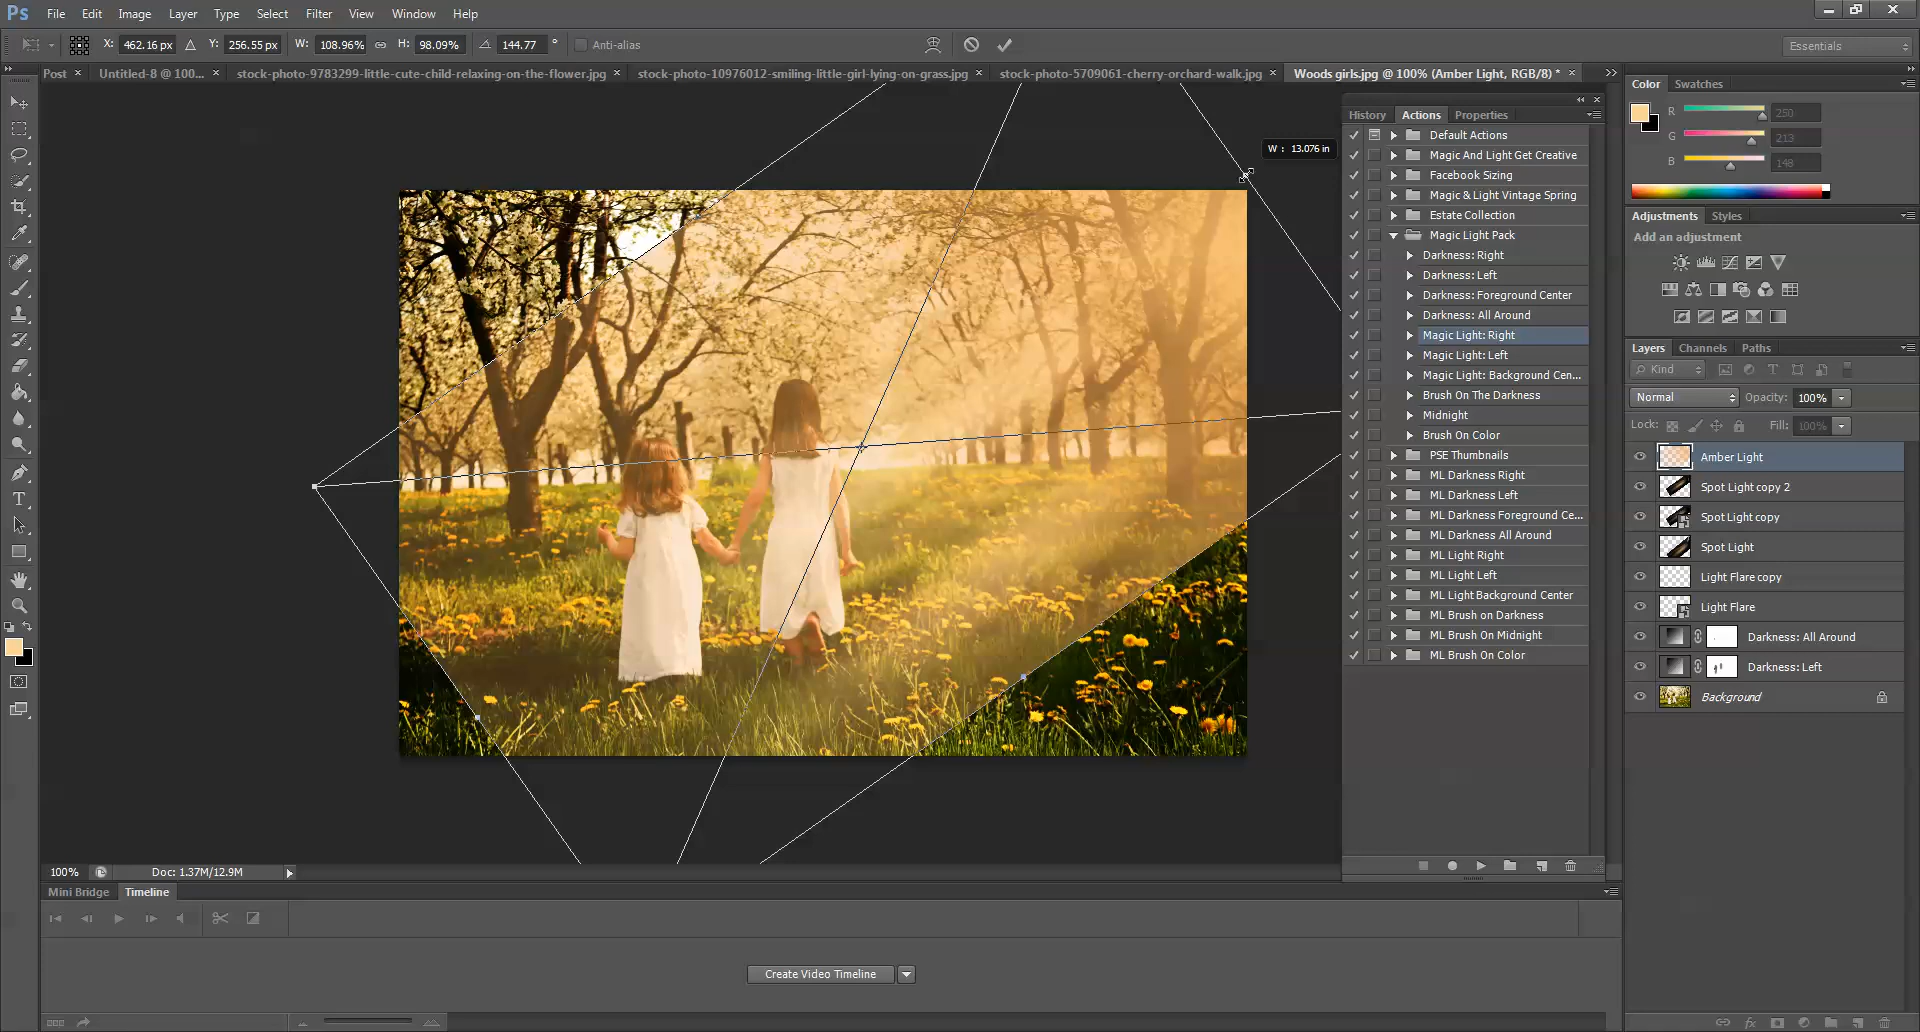 Ps File Edit Image Layer Type Select Filter View Window Help
X: 462.16 px Y: 256.55 px W: 108.96% H: 98.09% 144.77 ° Anti-alias Essentials
Post × Untitled-8 @ 100... × stock-photo-9783299-little-cute-child-relaxing-on-the-flower.jpg × stock-photo-10976012-smiling-little-girl-lying-on-grass.jpg × stock-photo-5709061-cherry-orchard-walk.jpg × Woods girls.jpg @ 100% (Amber Light, RGB/8) * ×
W : 13.076 in
History Actions Properties
Default Actions
Magic And Light Get Creative
Facebook Sizing
Magic & Light Vintage Spring
Estate Collection
Magic Light Pack
Darkness: Right
Darkness: Left
Darkness: Foreground Center
Darkness: All Around
Magic Light: Right
Magic Light: Left
Magic Light: Background Cen...
Brush On The Darkness
Midnight
Brush On Color
PSE Thumbnails
ML Darkness Right
ML Darkness Left
ML Darkness Foreground Ce...
ML Darkness All Around
ML Light Right
ML Light Left
ML Light Background Center
ML Brush on Darkness
ML Brush On Midnight
ML Brush On Color
Color Swatches
R 250
G 213
B 148
Adjustments Styles
Add an adjustment
Layers Channels Paths
Kind
Normal Opacity: 100%
Lock: Fill: 100%
Amber Light
Spot Light copy 2
Spot Light copy
Spot Light
Light Flare copy
Light Flare
Darkness: All Around
Darkness: Left
Background
100% Doc: 1.37M/12.9M
Mini Bridge Timeline
Create Video Timeline